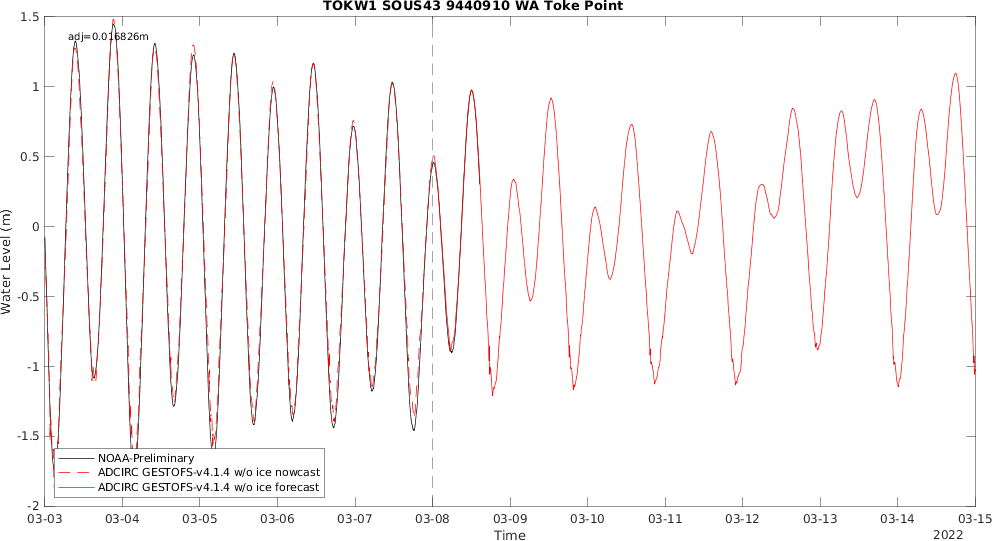 TOKW1 SOUS43 9440910 WA Toke Point
adj=0.016826m
1.5
1
0.5
0
-0.5
-1
-1.5
-2
Water Level (m)
NOAA-Preliminary
ADCIRC GESTOFS-v4.1.4 w/o ice nowcast
ADCIRC GESTOFS-v4.1.4 w/o ice forecast
03-03 03-04 03-05 03-06 03-07 03-08 03-09 03-10 03-11 03-12 03-13 03-14 03-15
Time
2022